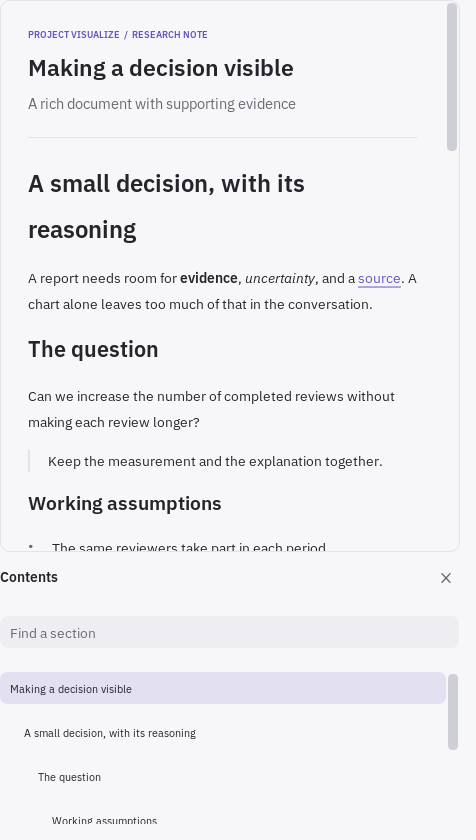 PROJECT VISUALIZE / RESEARCH NOTE
Making a decision visible
A rich document with supporting evidence
A small decision, with its
reasoning
A report needs room for evidence, uncertainty, and a source. A
chart alone leaves too much of that in the conversation.
The question
Can we increase the number of completed reviews without
making each review longer?
Keep the measurement and the explanation together.
Working assumptions
• The same reviewers take part in each period.
Contents
×
Find a section
Making a decision visible
A small decision, with its reasoning
The question
Working assumptions